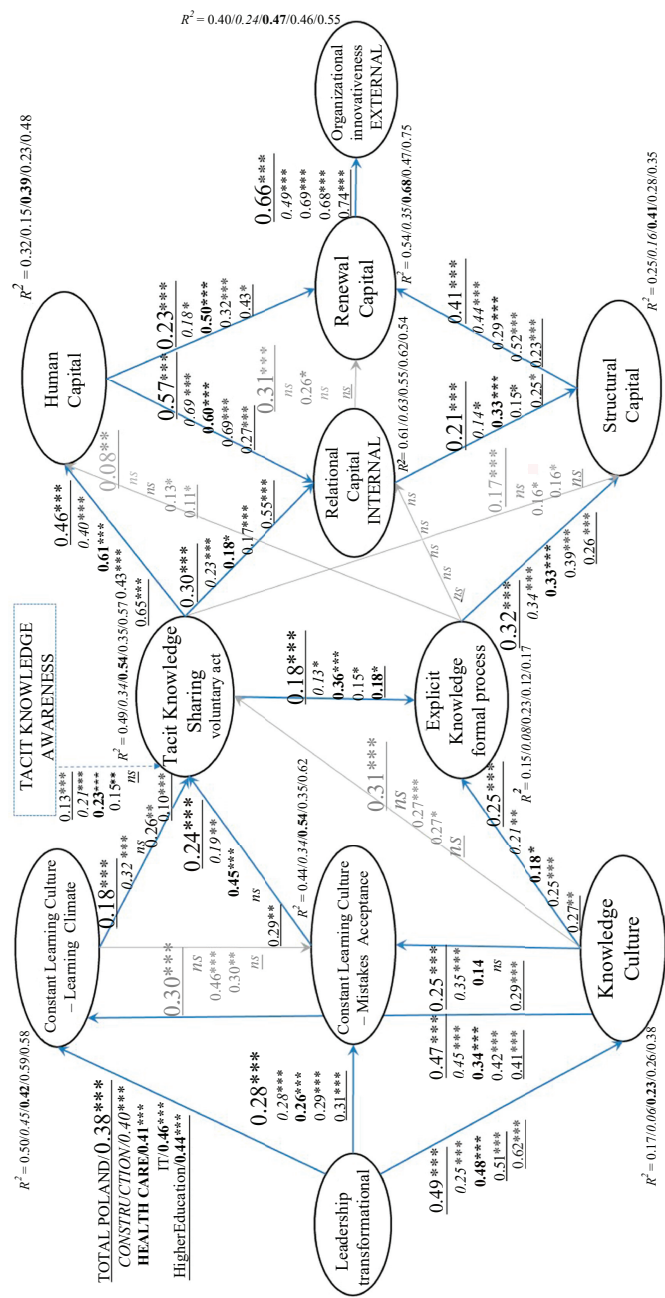 R² = 0.50/0.45/0.42/0.59/0.58
TOTAL POLAND/0.38***
CONSTRUCTION/0.40***
HEALTH CARE/0.41***
IT/0.46***
HigherEducation/0.44***
Leadership
transformational
0.28***
0.28***
0.26***
0.29***
0.31***
0.49***
0.25***
0.48***
0.51***
0.62***
R² = 0.17/0.06/0.23/0.26/0.38
Constant Learning Culture
– Learning Climate
0.30***
ns
0.46***
0.30**
ns
Constant Learning Culture
– Mistakes Acceptance
R² = 0.44/0.34/0.54/0.35/0.62
0.47***
0.45***
0.34***
0.42***
0.41***
0.25***
0.35***
0.14
ns
0.29***
Knowledge
Culture
0.18***
0.32***
ns
0.26**
0.10***
0.24***
0.19**
0.45***
ns
0.29**
0.31***
ns
0.27***
0.27*
ns
0.25***
0.21**
0.18*
0.25***
0.27**
TACIT KNOWLEDGE
AWARENESS
0.13***
0.21***
0.23***
0.15**
ns
R² = 0.49/0.34/0.54/0.35/0.57
Tacit Knowledge
Sharing
voluntary act
0.18***
0.13*
0.36***
0.15*
0.18*
Explicit
Knowledge
formal process
R² = 0.15/0.08/0.23/0.12/0.17
2
0.46***
0.40***
0.61***
0.43***
0.65***
0.08**
ns
ns
0.13*
0.11*
0.30***
0.23***
0.18*
0.17***
0.55***
ns
ns
ns
ns
ns
0.17***
ns
0.16*
0.16*
ns
0.32***
0.34***
0.33***
0.39***
0.26***
Human
Capital
R² = 0.32/0.15/0.39/0.23/0.48
0.57***
0.69***
0.60***
0.69***
0.27***
0.23***
0.18*
0.50***
0.32***
0.43*
Relational
Capital
INTERNAL
R² = 0.61/0.63/0.55/0.62/0.54
0.31***
ns
0.26*
ns
ns
0.21***
0.14*
0.33***
0.15*
0.25*
Structural
Capital
R² = 0.25/0.16/0.41/0.28/0.35
0.41***
0.44***
0.29***
0.52***
0.23***
Renewal
Capital
R² = 0.54/0.35/0.68/0.47/0.75
0.66***
0.49***
0.69***
0.68***
0.74***
Organizational
innovativeness
EXTERNAL
R² = 0.40/0.24/0.47/0.46/0.55